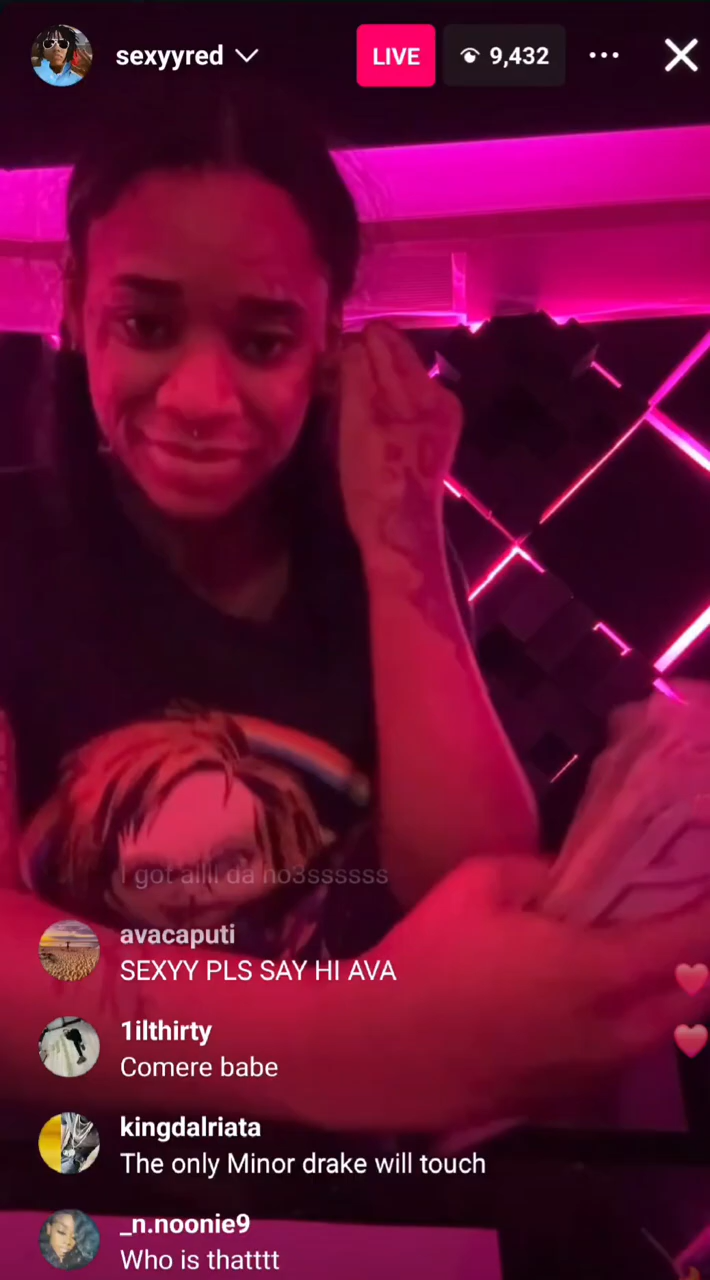 sexyyred
LIVE
9,432
I got allll da ho3ssssss
avacaputi
SEXYY PLS SAY HI AVA
1ilthirty
Comere babe
kingdalriata
The only Minor drake will touch
_n.noonie9
Who is thatttt